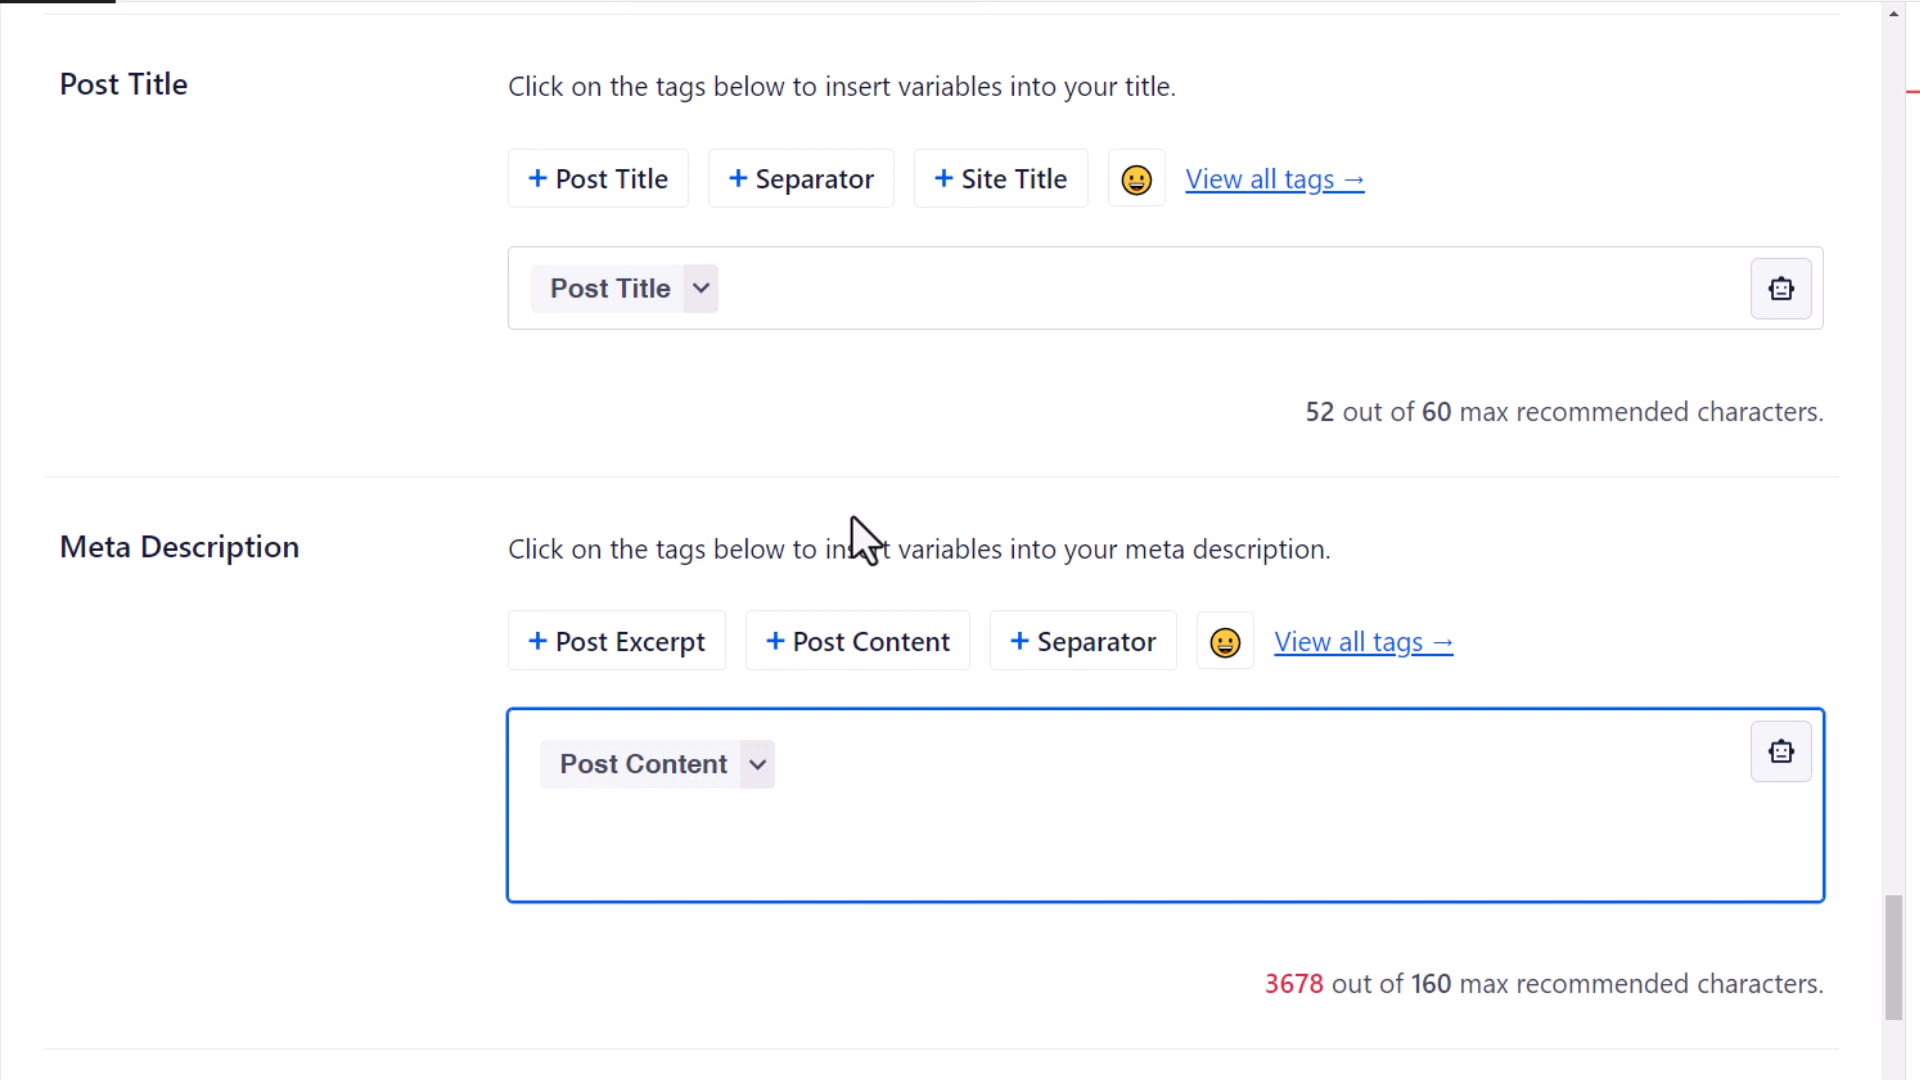 Post Title
Click on the tags below to insert variables into your title.
+ Post Title
+ Separator
+ Site Title
View all tags →
Post Title
52 out of 60 max recommended characters.
Meta Description
Click on the tags below to insert variables into your meta description.
+ Post Excerpt
+ Post Content
+ Separator
View all tags →
Post Content
3678 out of 160 max recommended characters.